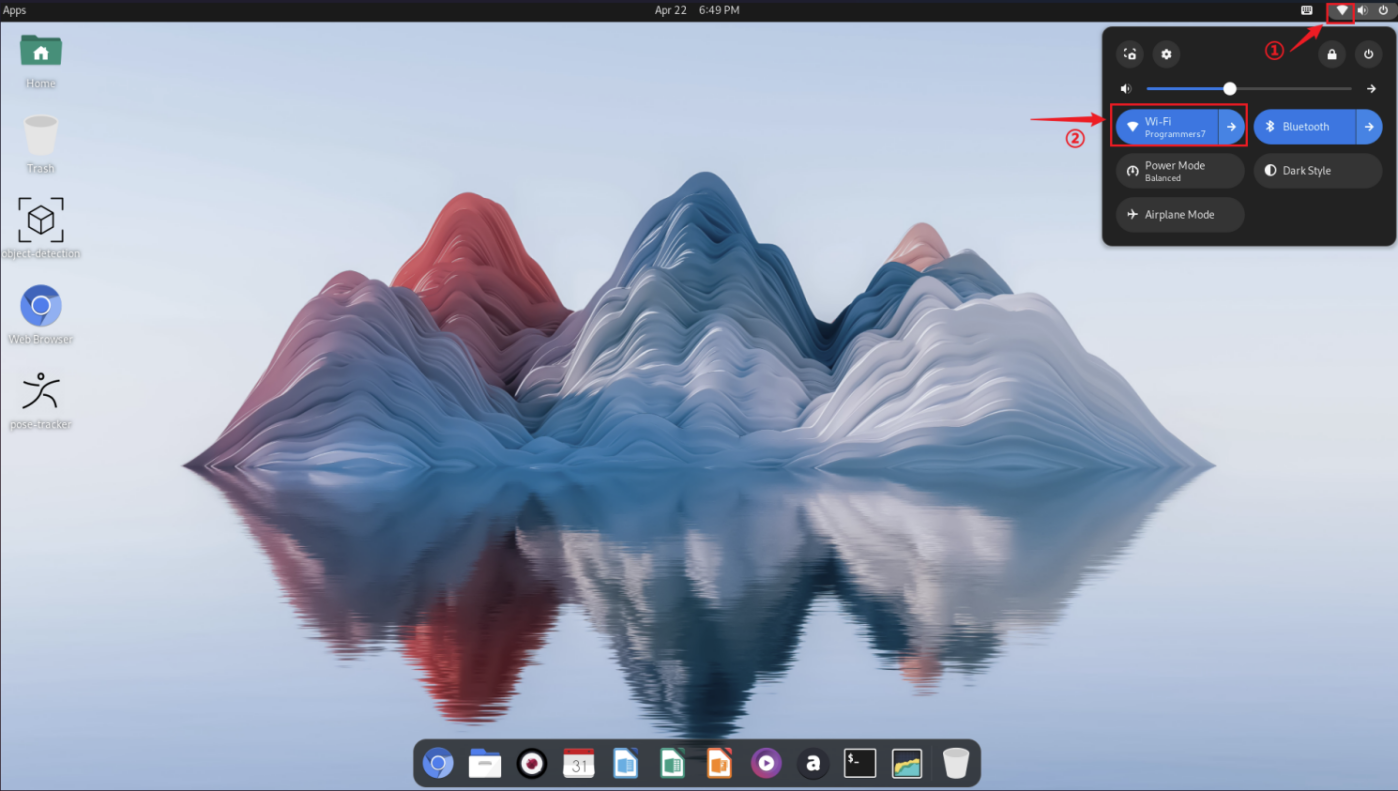 Apps
Apr 22 6:49 PM
①
Home
Wi-Fi
Programmers7
Bluetooth
②
Trash
Power Mode
Balanced
Dark Style
Airplane Mode
object-detection
Web Browser
pose-tracker
31
a
$-